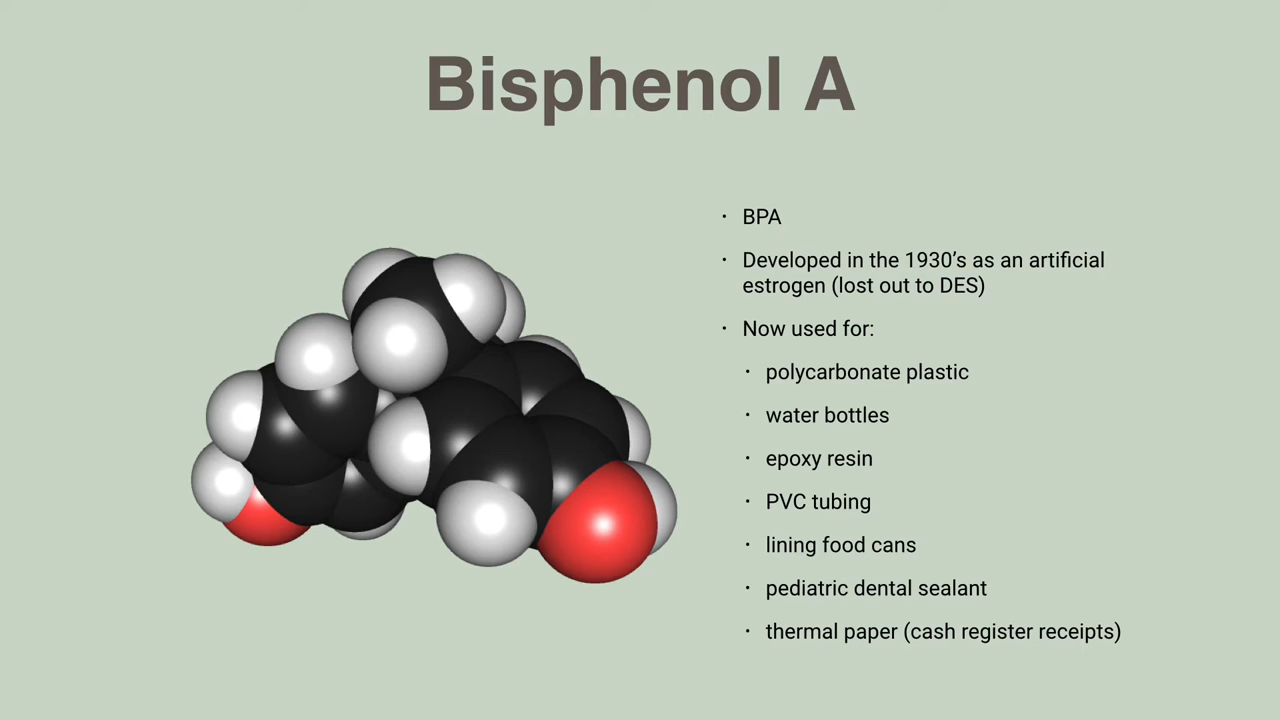 Bisphenol A
· BPA
· Developed in the 1930’s as an artificial
estrogen (lost out to DES)
· Now used for:
· polycarbonate plastic
· water bottles
· epoxy resin
· PVC tubing
· lining food cans
· pediatric dental sealant
· thermal paper (cash register receipts)